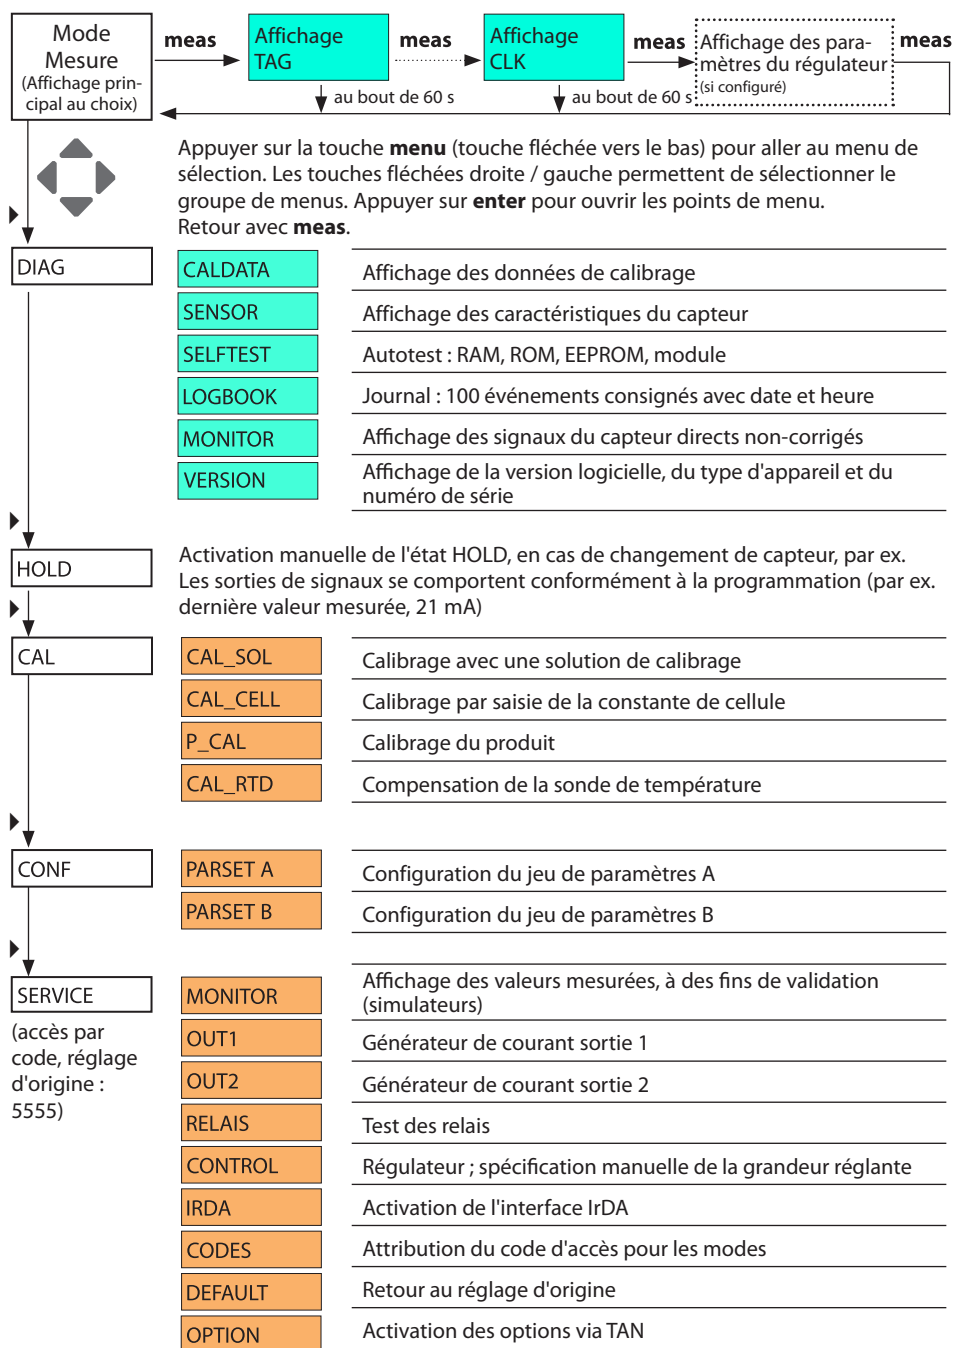 Mode
Mesure
(Affichage prin-
cipal au choix)
meas
Affichage
TAG
meas
Affichage
CLK
meas
Affichage des para-
mètres du régulateur
(si configuré)
meas
au bout de 60 s
au bout de 60 s
Appuyer sur la touche menu (touche fléchée vers le bas) pour aller au menu de
sélection. Les touches fléchées droite / gauche permettent de sélectionner le
groupe de menus. Appuyer sur enter pour ouvrir les points de menu.
Retour avec meas.
DIAG
CALDATA
Affichage des données de calibrage
SENSOR
Affichage des caractéristiques du capteur
SELFTEST
Autotest : RAM, ROM, EEPROM, module
LOGBOOK
Journal : 100 événements consignés avec date et heure
MONITOR
Affichage des signaux du capteur directs non-corrigés
VERSION
Affichage de la version logicielle, du type d'appareil et du
numéro de série
HOLD
Activation manuelle de l'état HOLD, en cas de changement de capteur, par ex.
Les sorties de signaux se comportent conformément à la programmation (par ex.
dernière valeur mesurée, 21 mA)
CAL
CAL_SOL
Calibrage avec une solution de calibrage
CAL_CELL
Calibrage par saisie de la constante de cellule
P_CAL
Calibrage du produit
CAL_RTD
Compensation de la sonde de température
CONF
PARSET A
Configuration du jeu de paramètres A
PARSET B
Configuration du jeu de paramètres B
SERVICE
(accès par
code, réglage
d'origine :
5555)
MONITOR
Affichage des valeurs mesurées, à des fins de validation
(simulateurs)
OUT1
Générateur de courant sortie 1
OUT2
Générateur de courant sortie 2
RELAIS
Test des relais
CONTROL
Régulateur ; spécification manuelle de la grandeur réglante
IRDA
Activation de l'interface IrDA
CODES
Attribution du code d'accès pour les modes
DEFAULT
Retour au réglage d'origine
OPTION
Activation des options via TAN